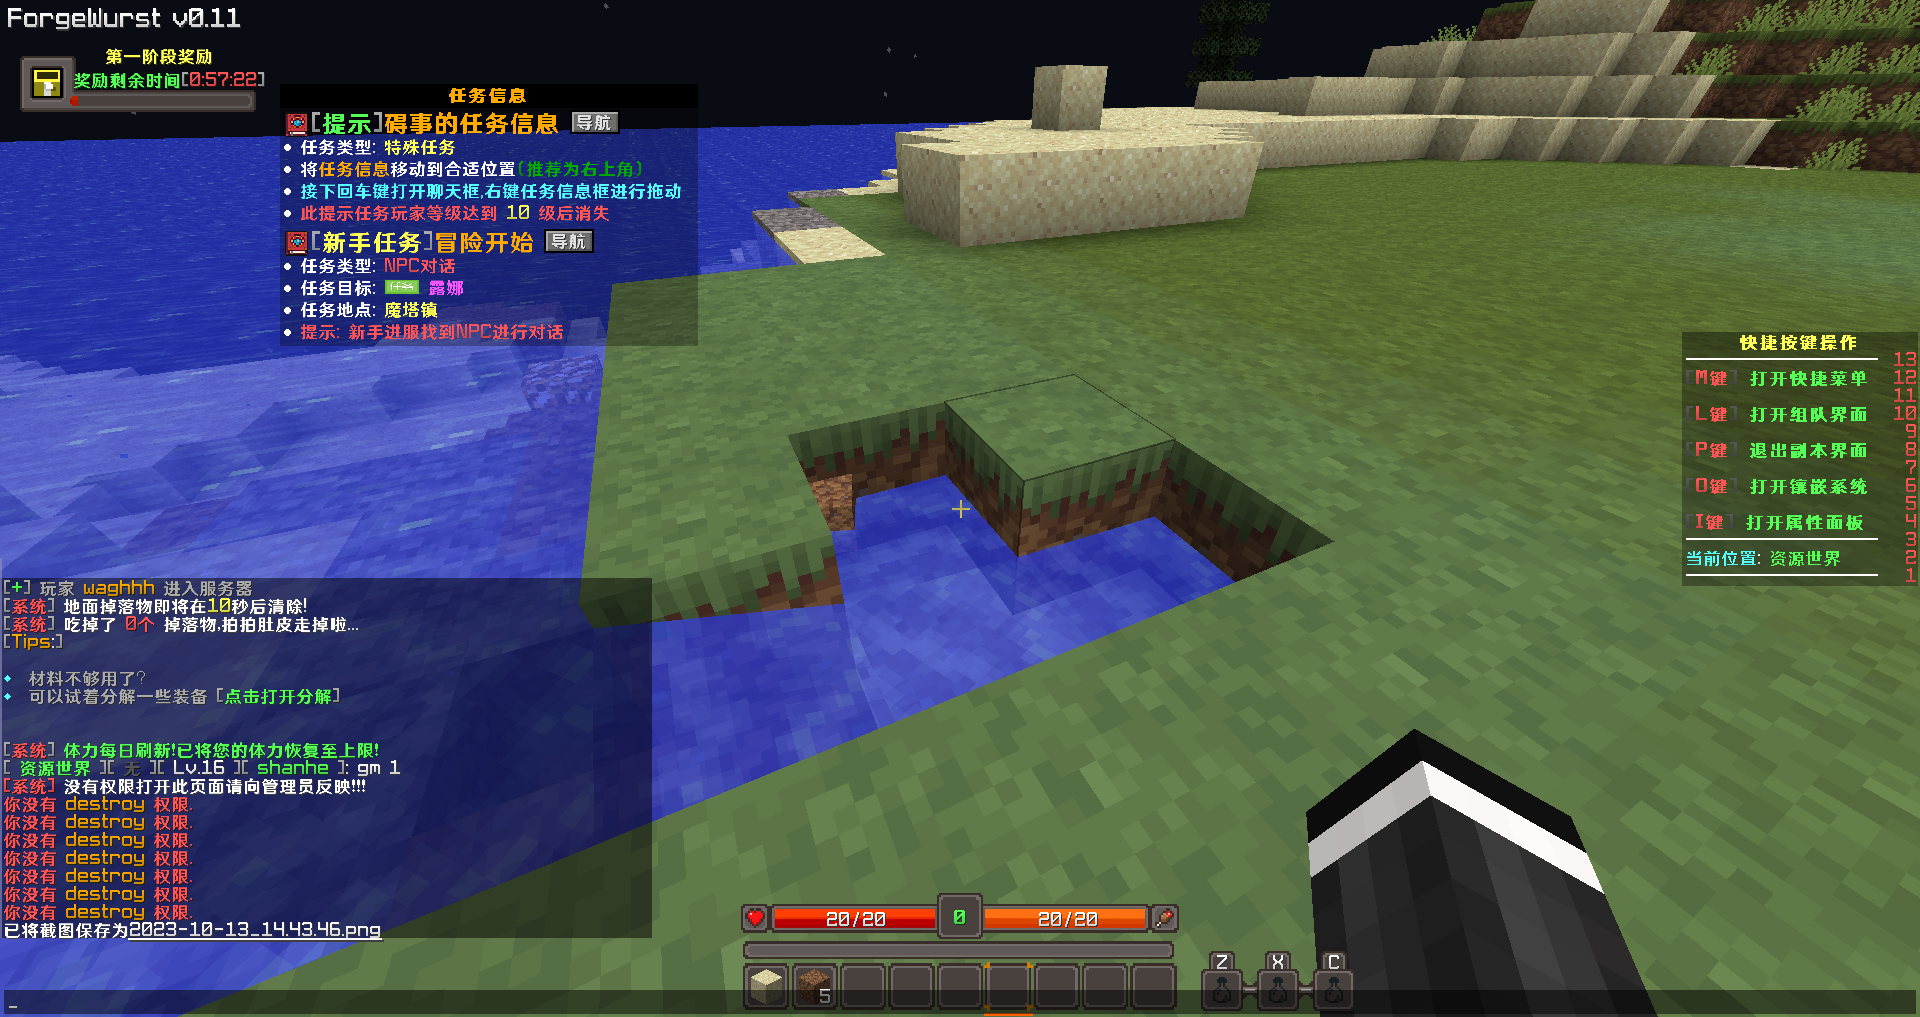 ForgeWurst v0.11
第一阶段奖励
奖励剩余时间[0:57:22]
任务信息
[提示]碍事的任务信息 导航
• 任务类型: 特殊任务
• 将任务信息移动到合适位置(推荐为右上角)
• 接下回车键打开聊天框,右键任务信息框进行拖动
• 此提示任务玩家等级达到 10 级后消失
[新手任务]冒险开始 导航
• 任务类型: NPC对话
• 任务目标: 任务 露娜
• 任务地点: 魔塔镇
• 提示: 新手进服找到NPC进行对话
快捷按键操作
13
[M键] 打开快捷菜单 12
11
[L键] 打开组队界面 10
9
[P键] 退出副本界面 8
7
[O键] 打开镶嵌系统 6
5
[I键] 打开属性面板 4
3
当前位置: 资源世界 2
1
[+] 玩家 waghhh 进入服务器
[系统] 地面掉落物即将在10秒后清除!
[系统] 吃掉了 0个 掉落物,拍拍肚皮走掉啦...
[Tips:]
◆ 材料不够用了?
◆ 可以试着分解一些装备 [点击打开分解]
[系统] 体力每日刷新!已将您的体力恢复至上限!
[ 资源世界 ][ 无 ][ Lv.16 ][ shanhe ]: gm 1
[系统] 没有权限打开此页面请向管理员反映!!!
你没有 destroy 权限.
你没有 destroy 权限.
你没有 destroy 权限.
你没有 destroy 权限.
你没有 destroy 权限.
你没有 destroy 权限.
你没有 destroy 权限.
已将截图保存为2023-10-13_14.43.46.png
20/20 0 20/20
Z X C
5
_